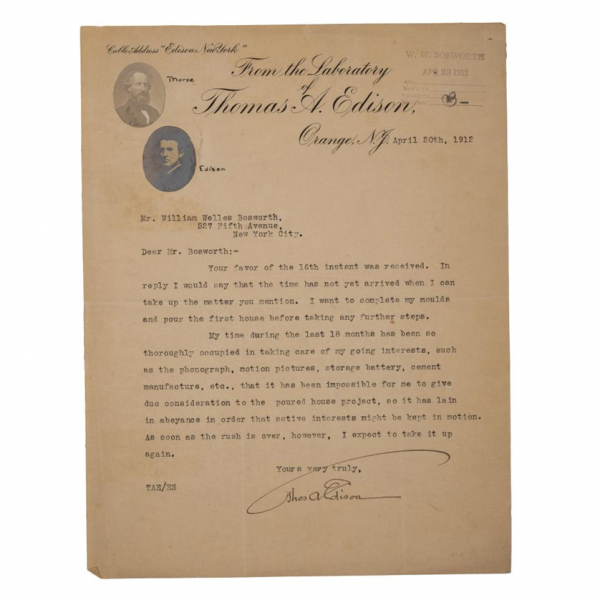 Cable Address "Edison, New York"
From the Laboratory
of
Thomas A. Edison,
Orange, N.J. April 20th, 1912
W. W. BOSWORTH
APR 22 1912
Morse
Edison
Mr. William Welles Bosworth,
527 Fifth Avenue,
New York City.
Dear Mr. Bosworth:-
Your favor of the 16th instant was received. In
reply I would say that the time has not yet arrived when I can
take up the matter you mention. I want to complete my moulds
and pour the first house before taking any further steps.
My time during the last 18 months has been so
thoroughly occupied in taking care of my going interests, such
as the phonograph, motion pictures, storage battery, cement
manufacture, etc., that it has been impossible for me to give
due consideration to the poured house project, so it has lain
in abeyance in order that active interests might be kept in motion.
As soon as the rush is over, however, I expect to take it up
again.
Yours very truly,
Thos A Edison
TAE/ES